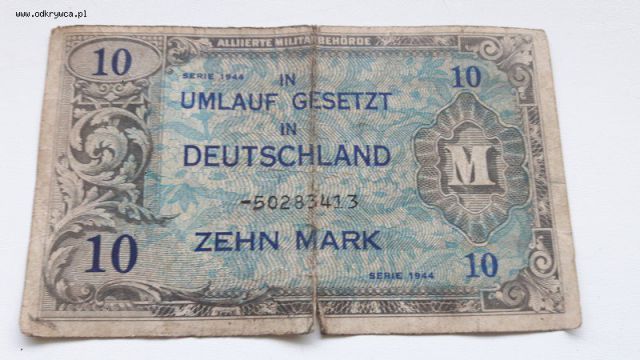 www.odkrywca.pl
ALLIIERTE MILITÄRBEHÖRDE
10
SERIE 1944
IN
10
UMLAUF GESETZT
IN
DEUTSCHLAND
M
-50283413
10
ZEHN MARK
10
SERIE 1944